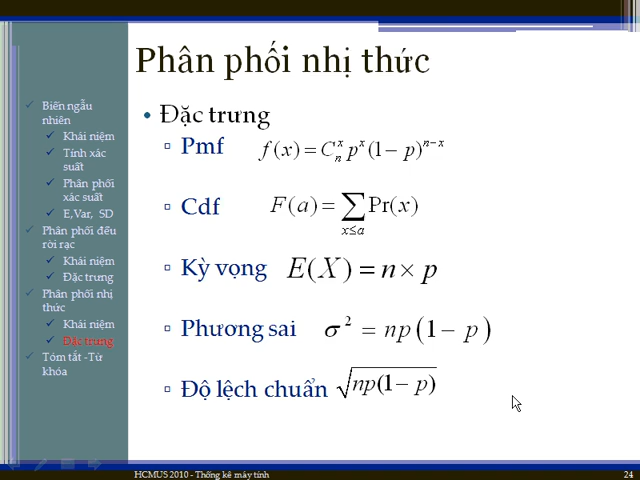 Phân phối nhị thức
✓ Biến ngẫu
nhiên
✓ Khái niệm
✓ Tính xác
suất
✓ Phân phối
xác suất
✓ E,Var, SD
✓ Phân phối đều
rời rạc
✓ Khái niệm
✓ Đặc trưng
✓ Phân phối nhị
thức
✓ Khái niệm
✓ Đặc trưng
✓ Tóm tắt -Từ
khóa
• Đặc trưng
▫ Pmf f(x) = C_n^x p^x (1 − p)^{n−x}
▫ Cdf F(a) = ∑_{x≤a} Pr(x)
▫ Kỳ vọng E(X) = n × p
▫ Phương sai σ² = np(1 − p)
▫ Độ lệch chuẩn √(np(1 − p))
HCMUS 2010 - Thống kê máy tính 24